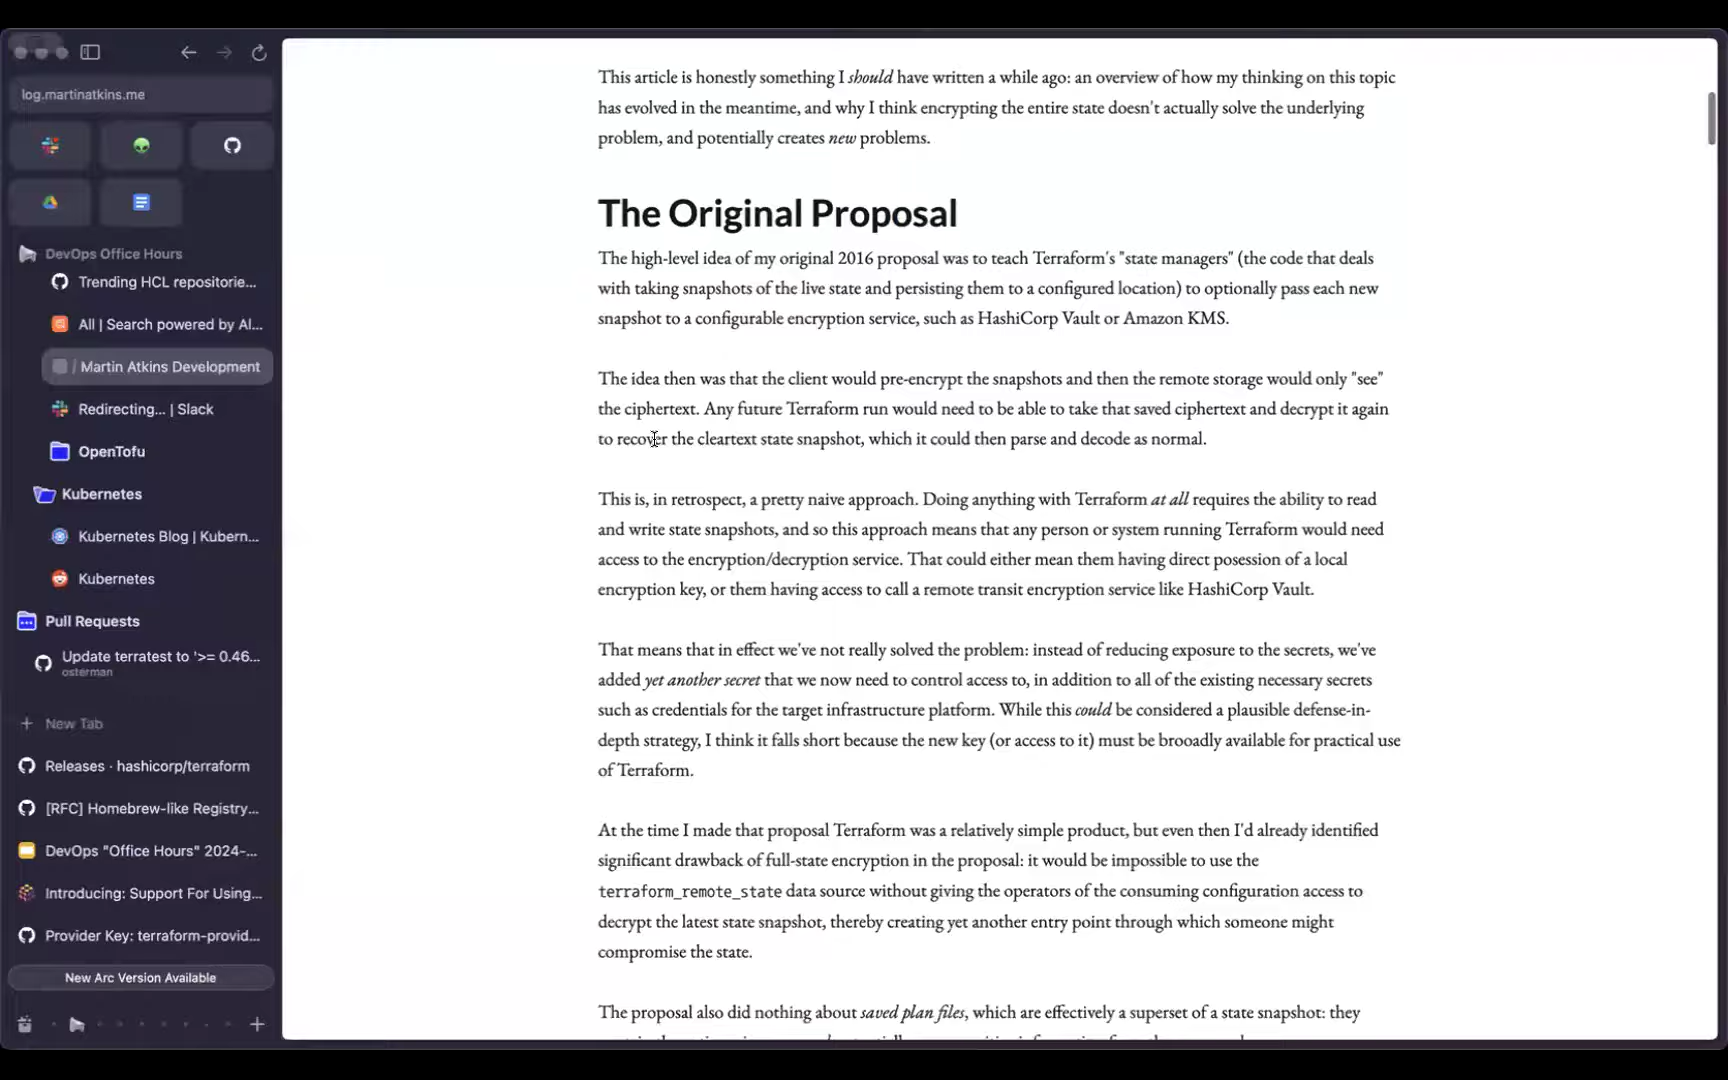 log.martinatkins.me
DevOps Office Hours
Trending HCL repositorie...
All | Search powered by Al...
/ Martin Atkins Development
Redirecting... | Slack
OpenTofu
Kubernetes
Kubernetes Blog | Kubern...
Kubernetes
Pull Requests
Update terratest to '>= 0.46...
osterman
New Tab
Releases · hashicorp/terraform
[RFC] Homebrew-like Registry...
DevOps "Office Hours" 2024-...
Introducing: Support For Using...
Provider Key: terraform-provid...
New Arc Version Available
This article is honestly something I should have written a while ago: an overview of how my thinking on this topic
has evolved in the meantime, and why I think encrypting the entire state doesn't actually solve the underlying
problem, and potentially creates new problems.
The Original Proposal
The high-level idea of my original 2016 proposal was to teach Terraform's "state managers" (the code that deals
with taking snapshots of the live state and persisting them to a configured location) to optionally pass each new
snapshot to a configurable encryption service, such as HashiCorp Vault or Amazon KMS.
The idea then was that the client would pre-encrypt the snapshots and then the remote storage would only "see"
the ciphertext. Any future Terraform run would need to be able to take that saved ciphertext and decrypt it again
to recover the cleartext state snapshot, which it could then parse and decode as normal.
This is, in retrospect, a pretty naive approach. Doing anything with Terraform at all requires the ability to read
and write state snapshots, and so this approach means that any person or system running Terraform would need
access to the encryption/decryption service. That could either mean them having direct posession of a local
encryption key, or them having access to call a remote transit encryption service like HashiCorp Vault.
That means that in effect we've not really solved the problem: instead of reducing exposure to the secrets, we've
added yet another secret that we now need to control access to, in addition to all of the existing necessary secrets
such as credentials for the target infrastructure platform. While this could be considered a plausible defense-in-
depth strategy, I think it falls short because the new key (or access to it) must be brooadly available for practical use
of Terraform.
At the time I made that proposal Terraform was a relatively simple product, but even then I'd already identified
significant drawback of full-state encryption in the proposal: it would be impossible to use the
terraform_remote_state data source without giving the operators of the consuming configuration access to
decrypt the latest state snapshot, thereby creating yet another entry point through which someone might
compromise the state.
The proposal also did nothing about saved plan files, which are effectively a superset of a state snapshot: they